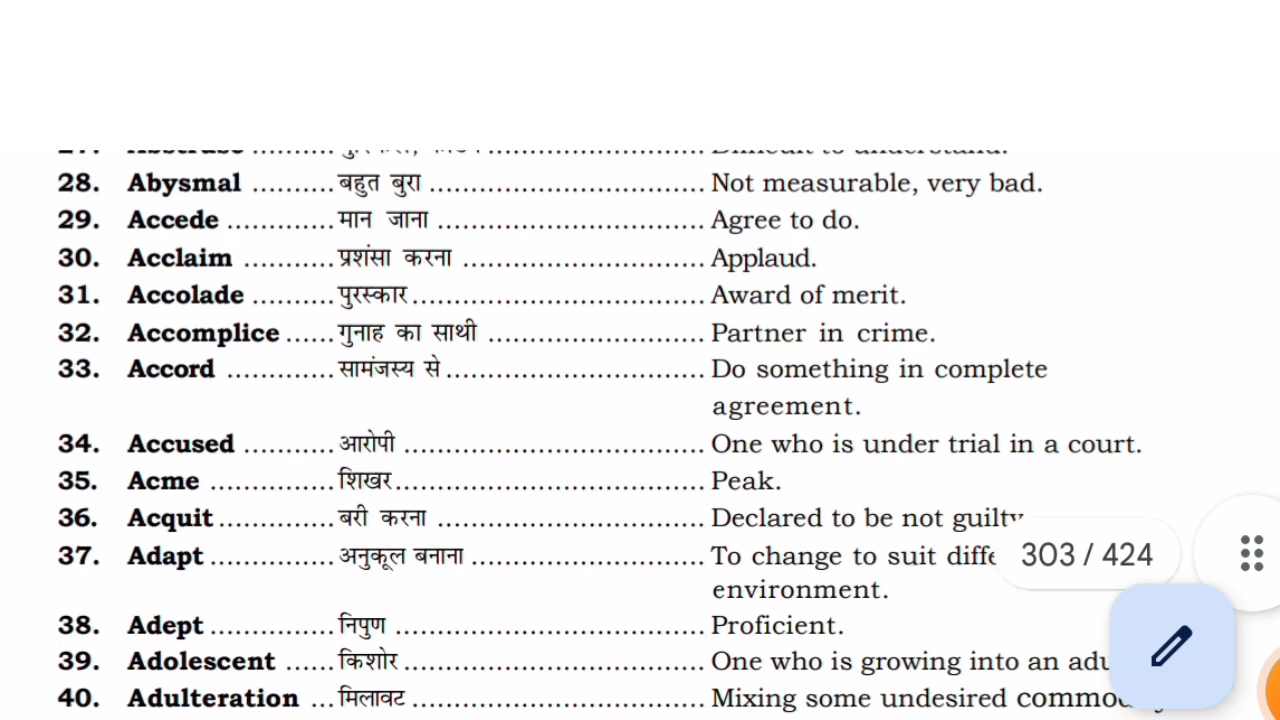 28. Abysmal .......... बहुत बुरा ................................. Not measurable, very bad.
29. Accede ............. मान जाना ................................ Agree to do.
30. Acclaim ........... प्रशंसा करना ............................. Applaud.
31. Accolade .......... पुरस्कार................................... Award of merit.
32. Accomplice ...... गुनाह का साथी .......................... Partner in crime.
33. Accord ............. सामंजस्य से............................... Do something in complete
agreement.
34. Accused ........... आरोपी .................................... One who is under trial in a court.
35. Acme ............... शिखर..................................... Peak.
36. Acquit.............. बरी करना ................................ Declared to be not guilty
37. Adapt ............... अनुकूल बनाना ............................ To change to suit
303 / 424
environment.
38. Adept ............... निपुण ..................................... Proficient.
39. Adolescent ...... किशोर.................................... One who is growing into an
40. Adulteration ... मिलावट................................... Mixing some undesired